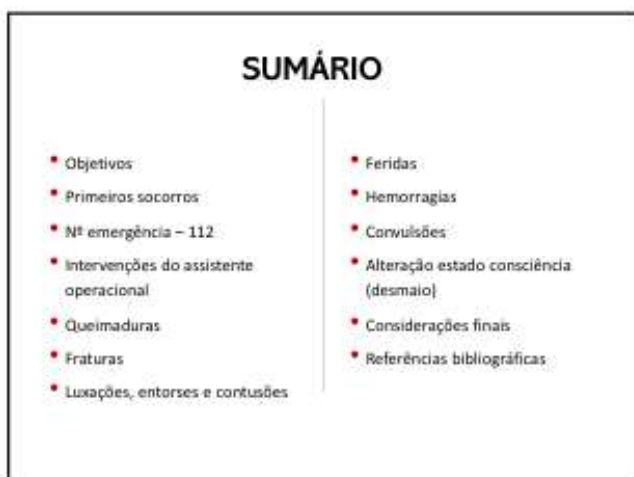 SUMÁRIO
• Objetivos
• Primeiros socorros
• Nº emergência – 112
• Intervenções do assistente
operacional
• Queimaduras
• Fraturas
• Luxações, entorses e contusões
• Feridas
• Hemorragias
• Convulsões
• Alteração estado consciência
(desmaio)
• Considerações finais
• Referências bibliográficas